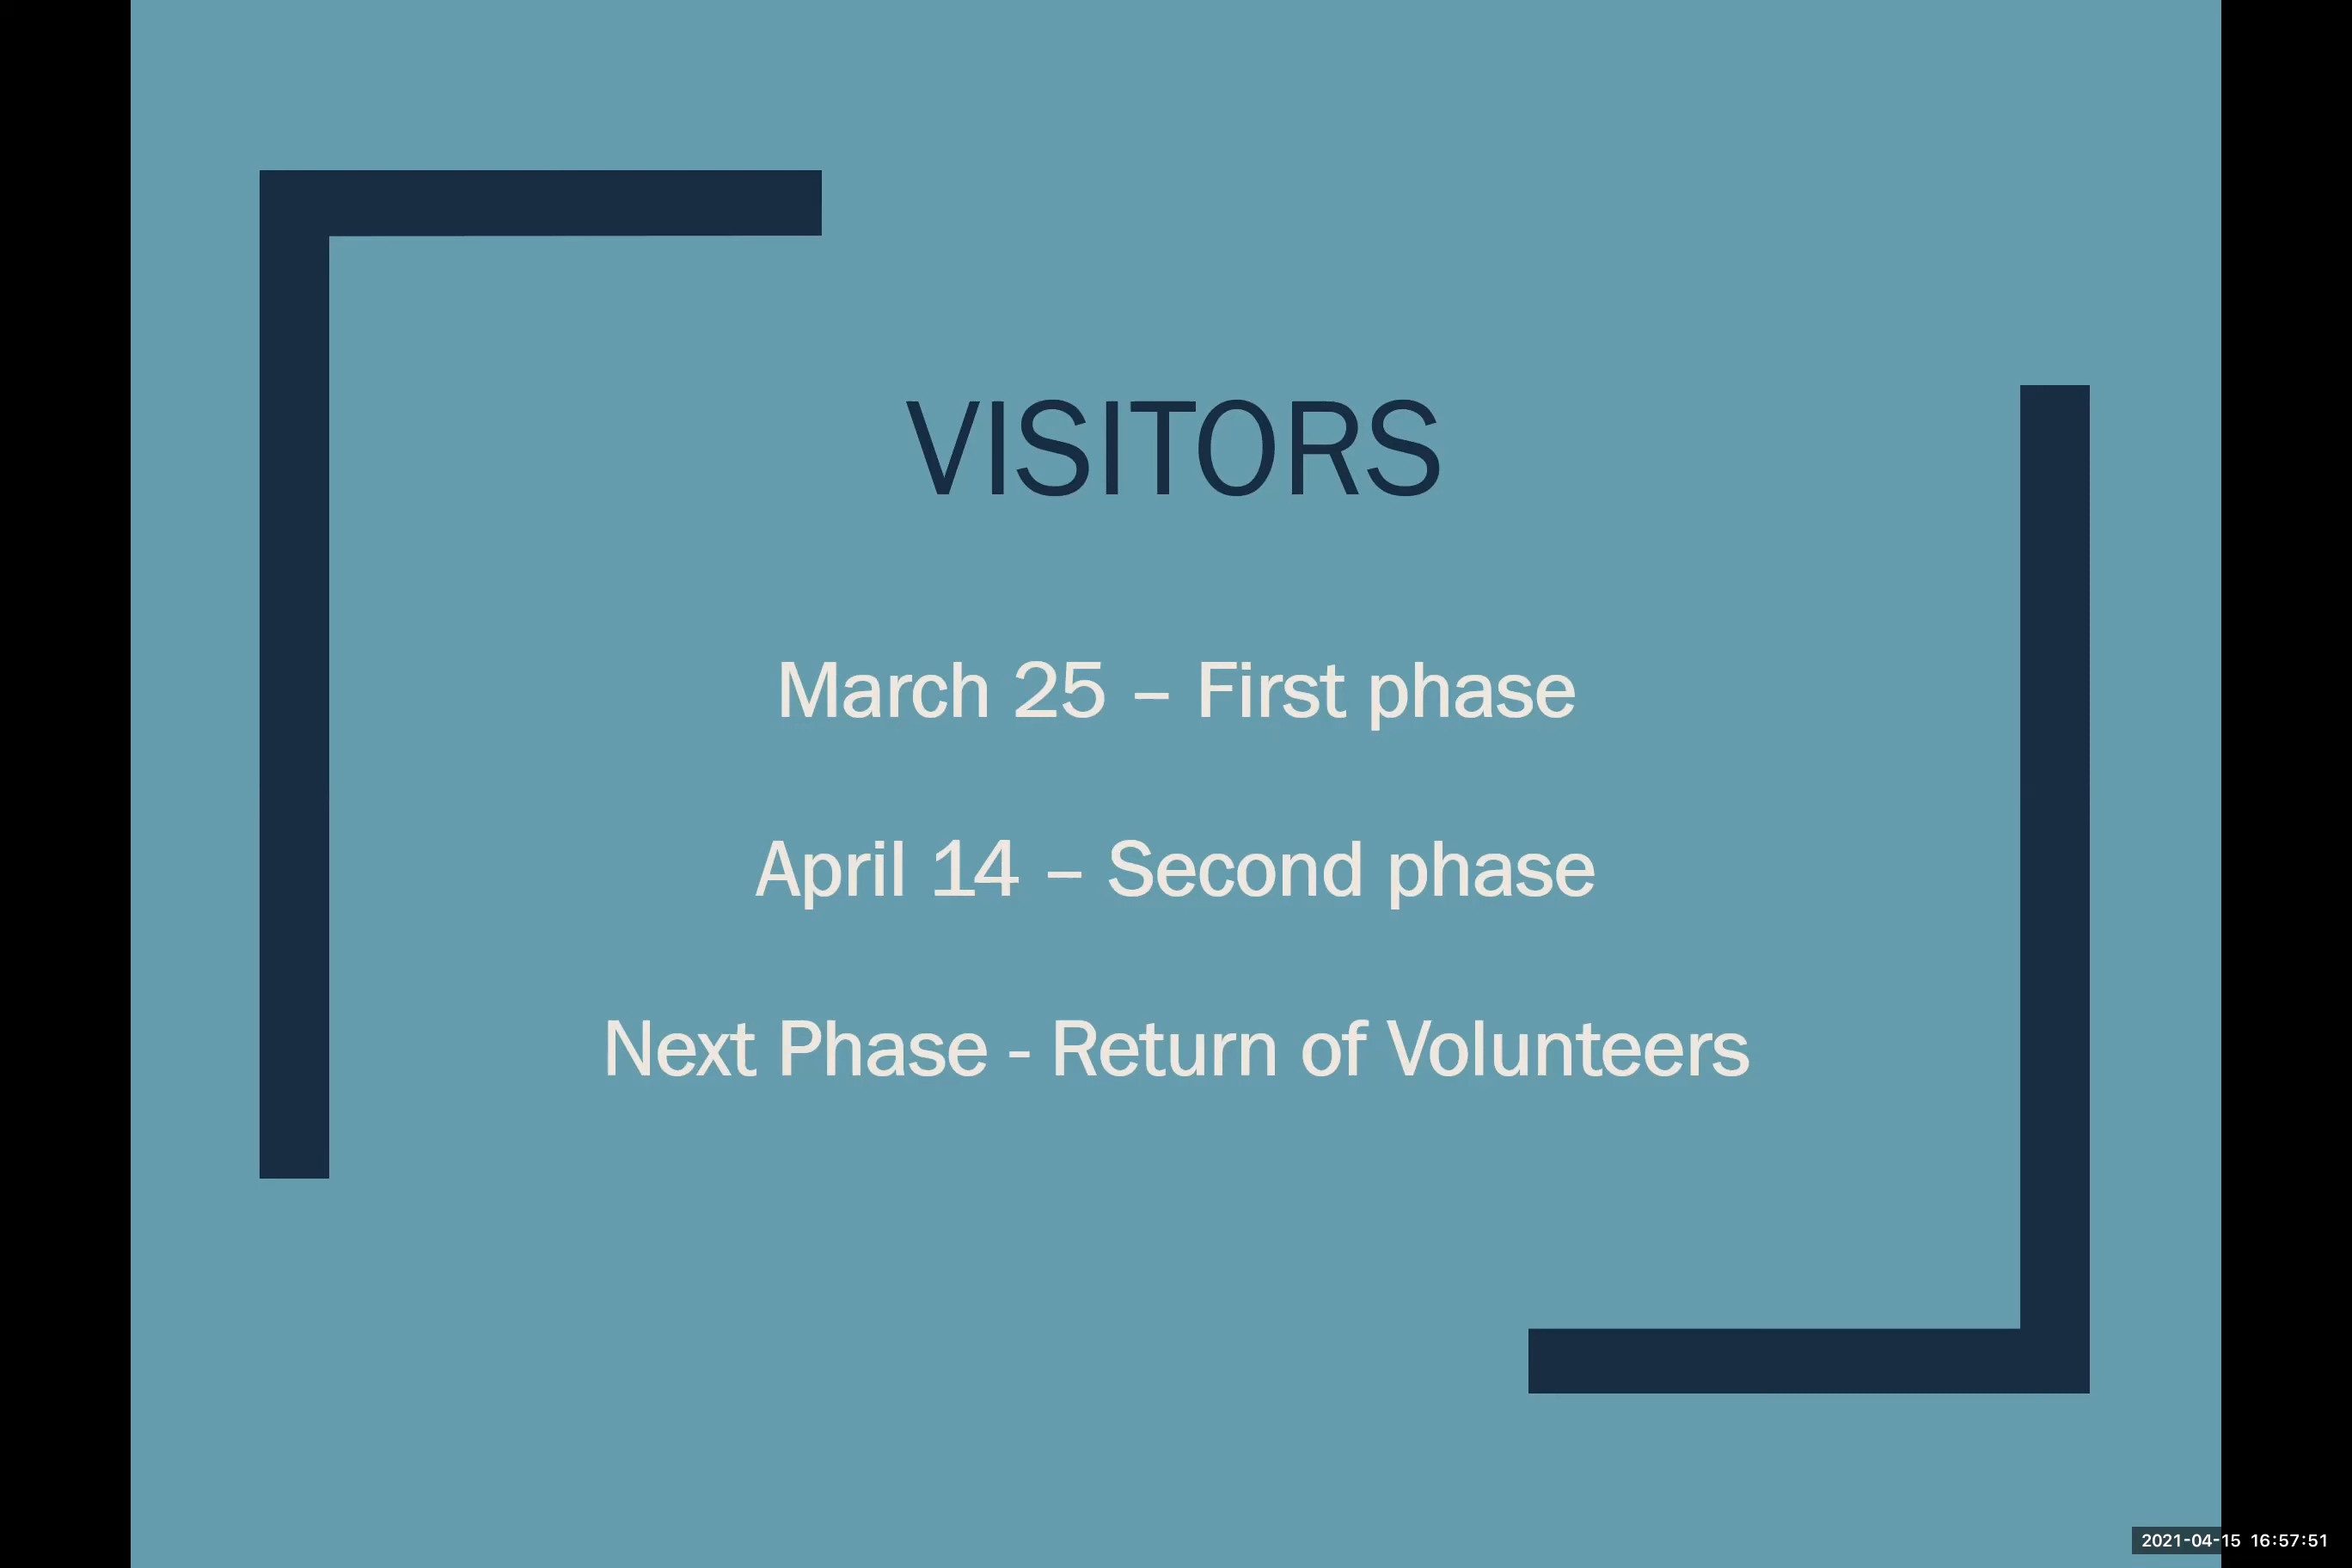 VISITORS
March 25 – First phase
April 14 – Second phase
Next Phase - Return of Volunteers
2021-04-15 16:57:51